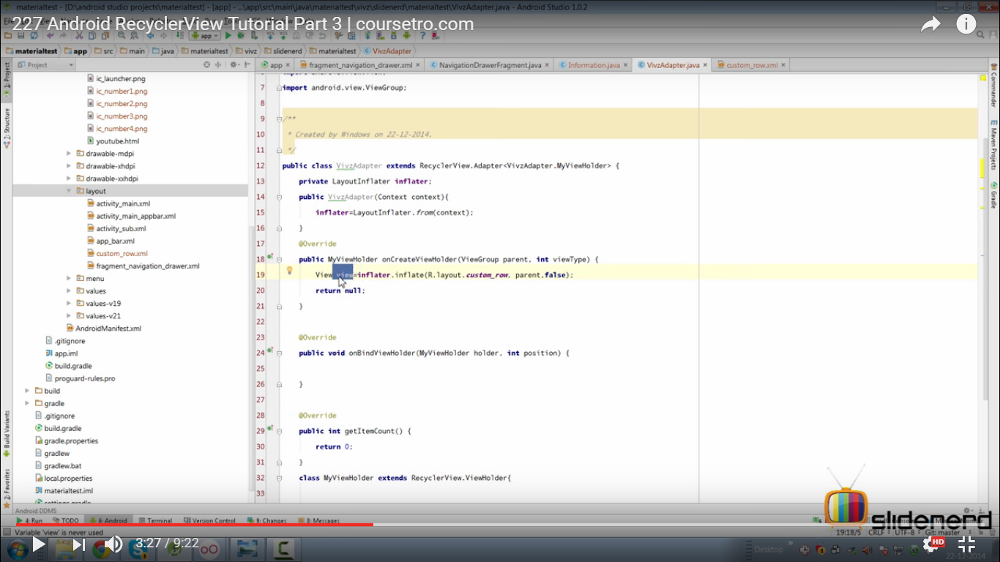 materialtest - [D:\android studio projects\materialtest] - [app] - ...\app\src\main\java\materialtest\vivz\slidenerd\materialtest\VivzAdapter.java - Android Studio 1.0.2
227 Android RecyclerView Tutorial Part 3 | coursetro.com
app
materialtest app src main java materialtest vivz slidenerd materialtest VivzAdapter
Project
app fragment_navigation_drawer.xml NavigationDrawerFragment.java Information.java VivzAdapter.java custom_row.xml
1: Project
Z: Structure
Build Variants
2: Favorites
Commander
Maven Projects
Gradle
ic_launcher.png
ic_number1.png
ic_number2.png
ic_number3.png
ic_number4.png
youtube.html
drawable-mdpi
drawable-xhdpi
drawable-xxhdpi
layout
activity_main.xml
activity_main_appbar.xml
activity_sub.xml
app_bar.xml
custom_row.xml
fragment_navigation_drawer.xml
menu
values
values-v19
values-v21
AndroidManifest.xml
.gitignore
app.iml
build.gradle
proguard-rules.pro
build
gradle
.gitignore
build.gradle
gradle.properties
gradlew
gradlew.bat
local.properties
materialtest.iml
settings.gradle
7 import android.view.ViewGroup;
8
9 /**
10 * Created by Windows on 22-12-2014.
11 */
12 public class VivzAdapter extends RecyclerView.Adapter<VivzAdapter.MyViewHolder> {
13 private LayoutInflater inflater;
14 public VivzAdapter(Context context){
15 inflater=LayoutInflater.from(context);
16 }
17 @Override
18 public MyViewHolder onCreateViewHolder(ViewGroup parent, int viewType) {
19 View view=inflater.inflate(R.layout.custom_row, parent,false);
20 return null;
21 }
22
23 @Override
24 public void onBindViewHolder(MyViewHolder holder, int position) {
25
26 }
27
28 @Override
29 public int getItemCount() {
30 return 0;
31 }
32 class MyViewHolder extends RecyclerView.ViewHolder{
33
Android DDMS
4: Run TODO 6: Android Terminal Version Control 9: Changes 0: Messages
Variable 'view' is never used
19:18/5 CRLF UTF-8 Git: master
slidenerd
3:27 / 9:22
HD
Desktop
22-12-2014